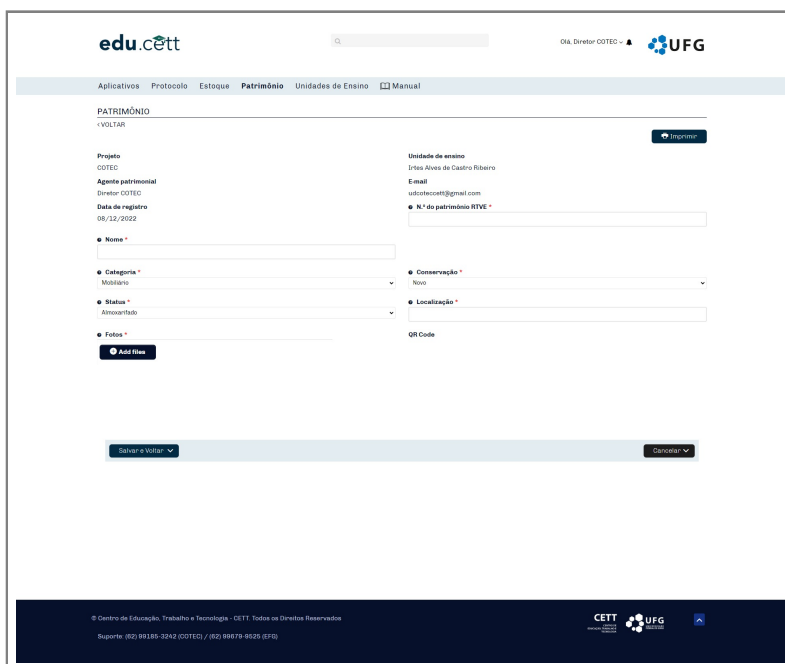 edu.cett
Olá, Diretor COTEC
UFG
Aplicativos Protocolo Estoque Patrimônio Unidades de Ensino Manual
PATRIMÔNIO
‹VOLTAR
Imprimir
Projeto
COTEC
Unidade de ensino
Irtes Alves de Castro Ribeiro
Agente patrimonial
Diretor COTEC
E-mail
udcoteccett@gmail.com
Data de registro
08/12/2022
N.º do patrimônio RTVE *
Nome *
Categoria *
Mobiliário
Conservação *
Novo
Status *
Almoxarifado
Localização *
Fotos *
Add files
QR Code
Salvar e Voltar
Cancelar
© Centro de Educação, Trabalho e Tecnologia - CETT. Todos os Direitos Reservados
Suporte: (62) 99185-3242 (COTEC) / (62) 99679-9525 (EFG)
CETT
UFG